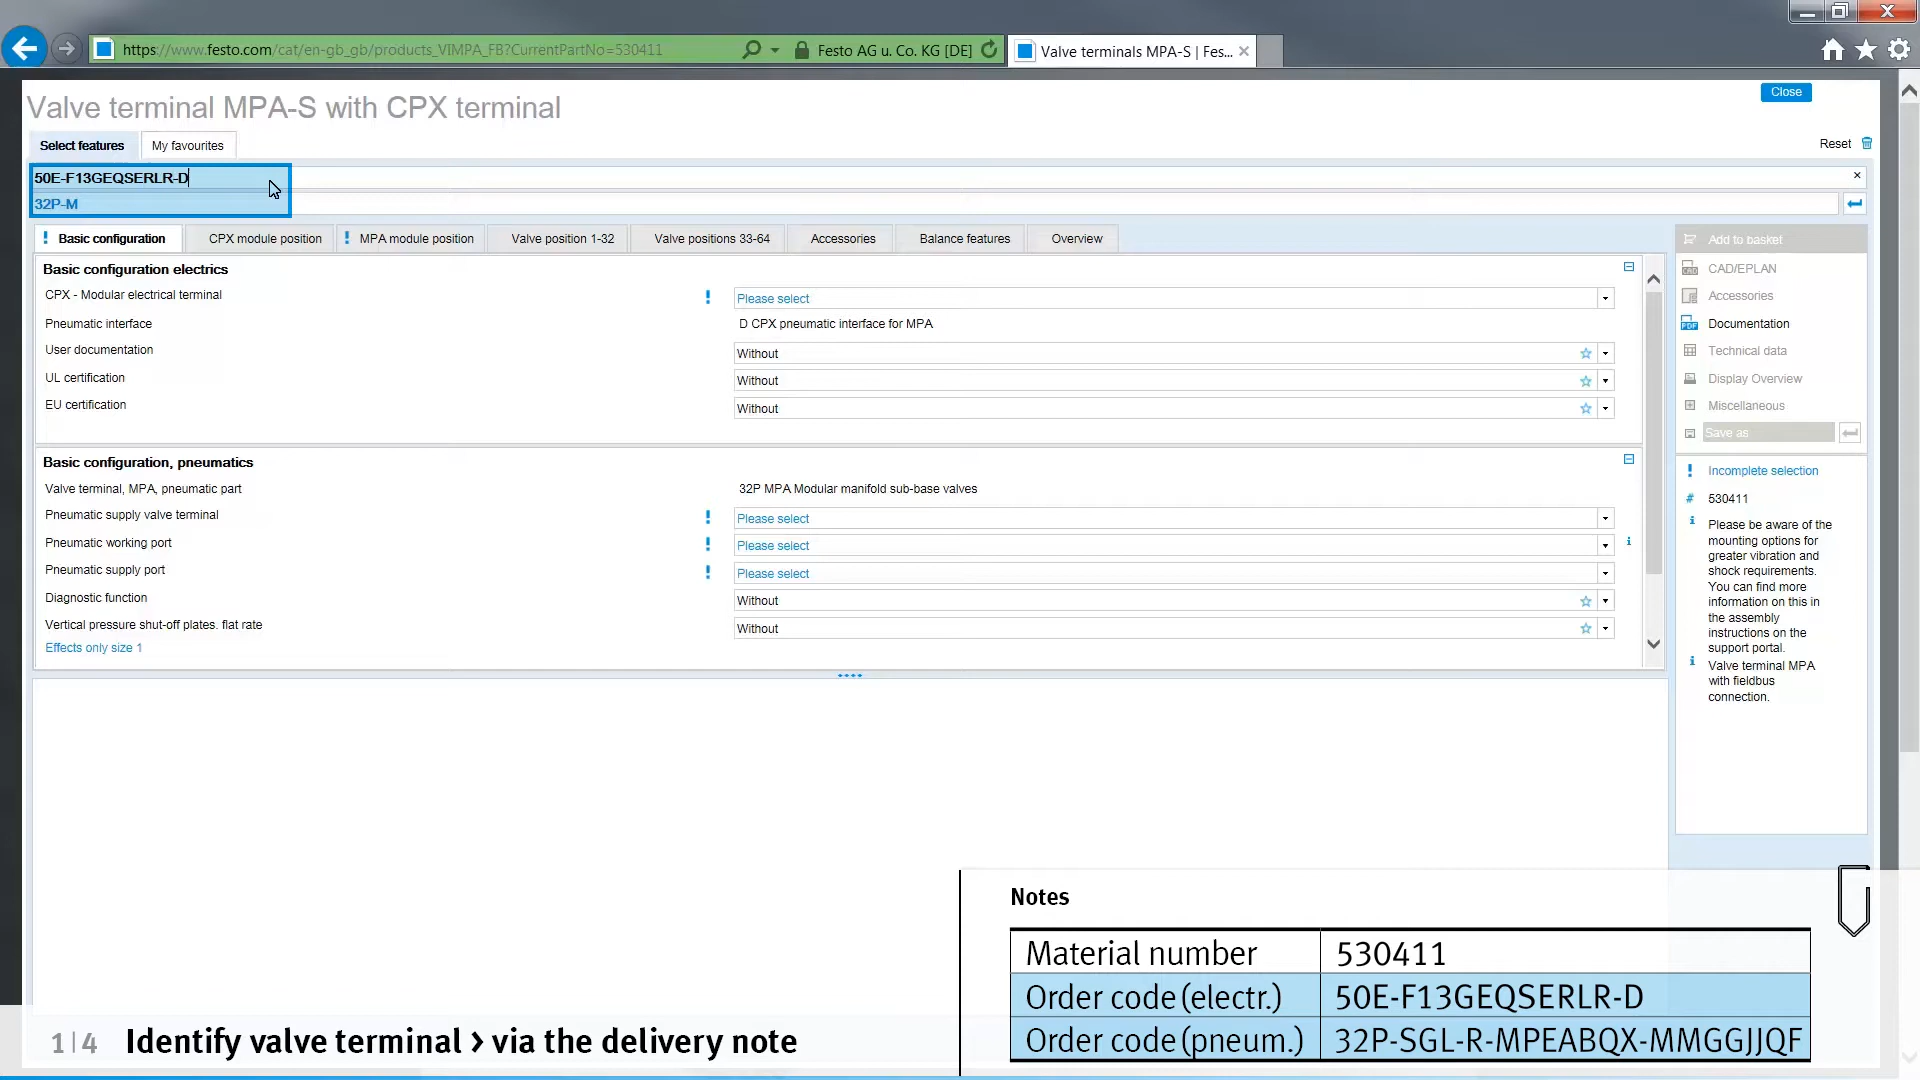 https://www.festo.com/cat/en-gb_gb/products_VIMPA_FB?CurrentPartNo=530411
Festo AG u. Co. KG [DE]
Valve terminals MPA-S | Fes...
Valve terminal MPA-S with CPX terminal
Close
Select features
My favourites
Reset
50E-F13GEQSERLR-D
32P-M
! Basic configuration
CPX module position
! MPA module position
Valve position 1-32
Valve positions 33-64
Accessories
Balance features
Overview
Basic configuration electrics
CPX - Modular electrical terminal
! Please select
Pneumatic interface
D CPX pneumatic interface for MPA
User documentation
Without
UL certification
Without
EU certification
Without
Basic configuration, pneumatics
Valve terminal, MPA, pneumatic part
32P MPA Modular manifold sub-base valves
Pneumatic supply valve terminal
! Please select
Pneumatic working port
! Please select
i
Pneumatic supply port
! Please select
Diagnostic function
Without
Vertical pressure shut-off plates. flat rate
Without
Effects only size 1
Add to basket
CAD/EPLAN
Accessories
PDF Documentation
Technical data
Display Overview
Miscellaneous
Save as
! Incomplete selection
# 530411
i Please be aware of the
mounting options for
greater vibration and
shock requirements.
You can find more
information on this in
the assembly
instructions on the
support portal.
i Valve terminal MPA
with fieldbus
connection.
Notes
Material number 530411
Order code (electr.) 50E-F13GEQSERLR-D
Order code (pneum.) 32P-SGL-R-MPEABQX-MMGGJJQF
1|4 Identify valve terminal > via the delivery note